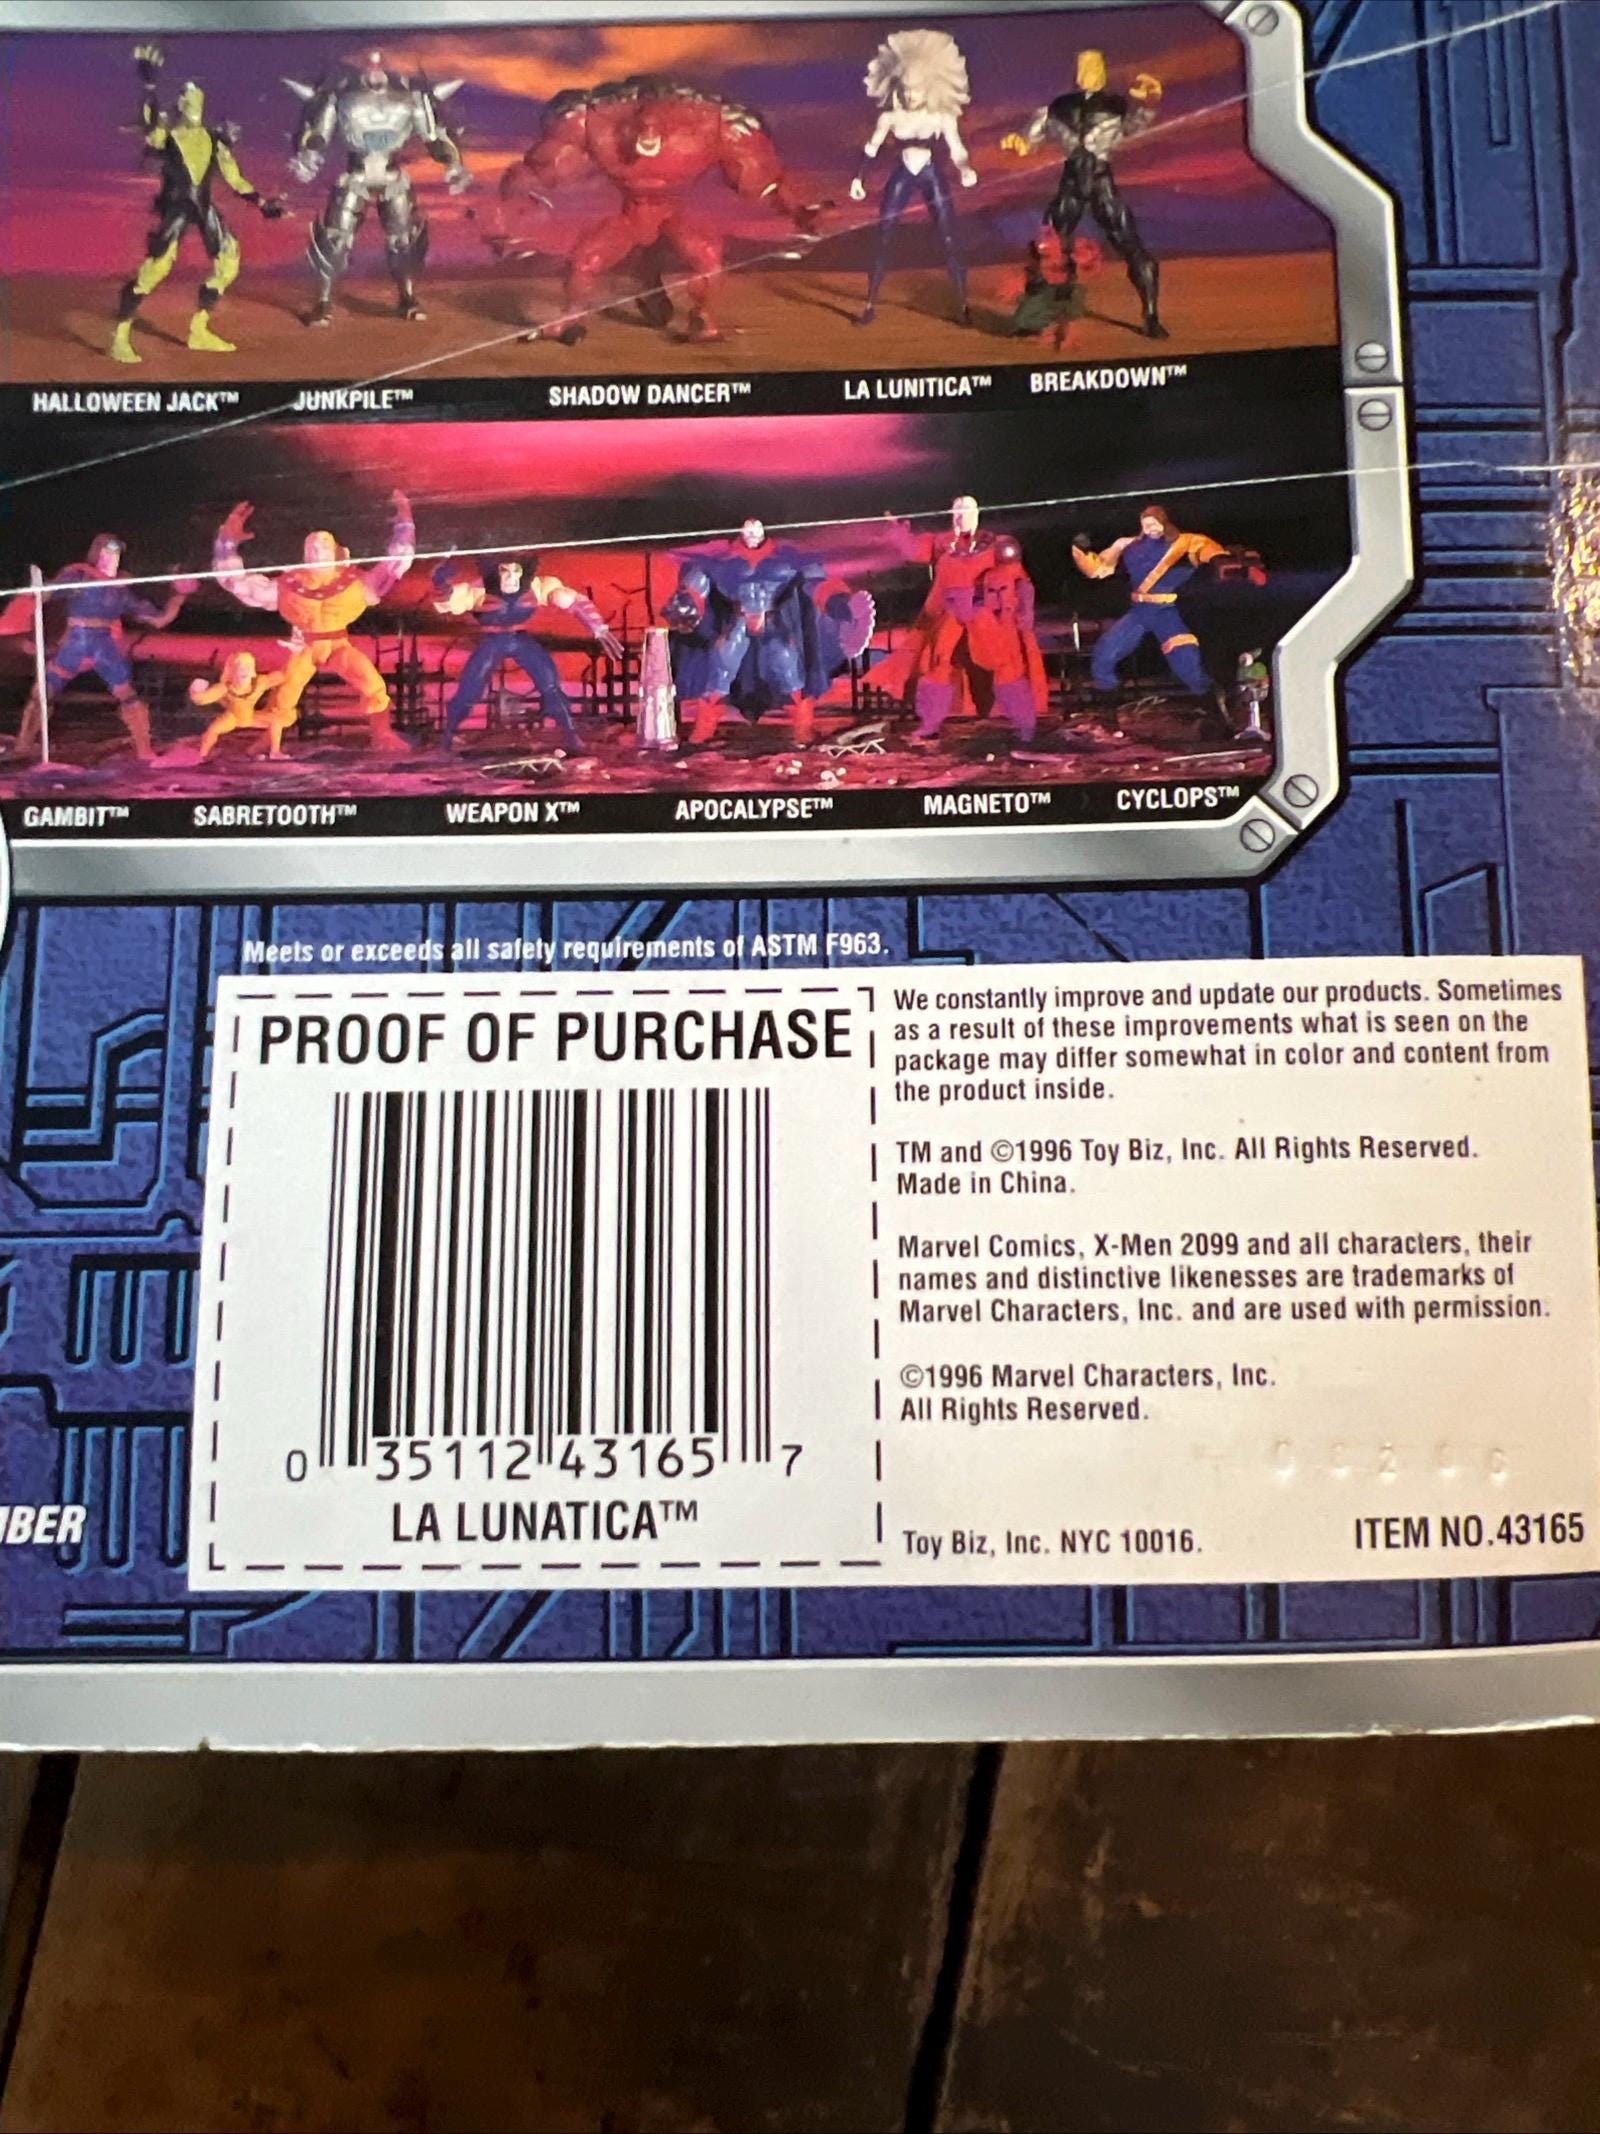 HALLOWEEN JACK™ JUNKPILE™ SHADOW DANCER™ LA LUNITICA™ BREAKDOWN™
GAMBIT™ SABRETOOTH™ WEAPON X™ APOCALYPSE™ MAGNETO™ CYCLOPS™
Meets or exceeds all safety requirements of ASTM F963.
PROOF OF PURCHASE
0 35112 43165 7
LA LUNATICA™
We constantly improve and update our products. Sometimes
as a result of these improvements what is seen on the
package may differ somewhat in color and content from
the product inside.
TM and ©1996 Toy Biz, Inc. All Rights Reserved.
Made in China.
Marvel Comics, X-Men 2099 and all characters, their
names and distinctive likenesses are trademarks of
Marvel Characters, Inc. and are used with permission.
©1996 Marvel Characters, Inc.
All Rights Reserved.
Toy Biz, Inc. NYC 10016.
ITEM NO.43165